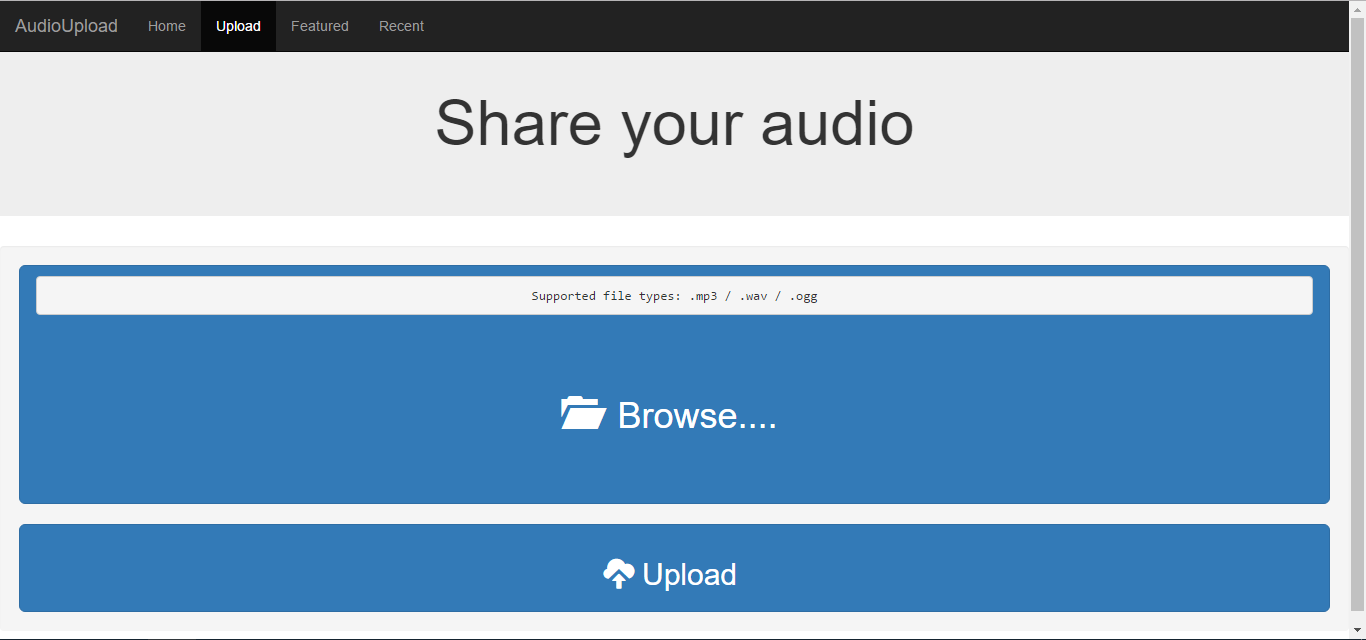 AudioUpload Home Upload Featured Recent
Share your audio
Supported file types: .mp3 / .wav / .ogg
Browse....
Upload